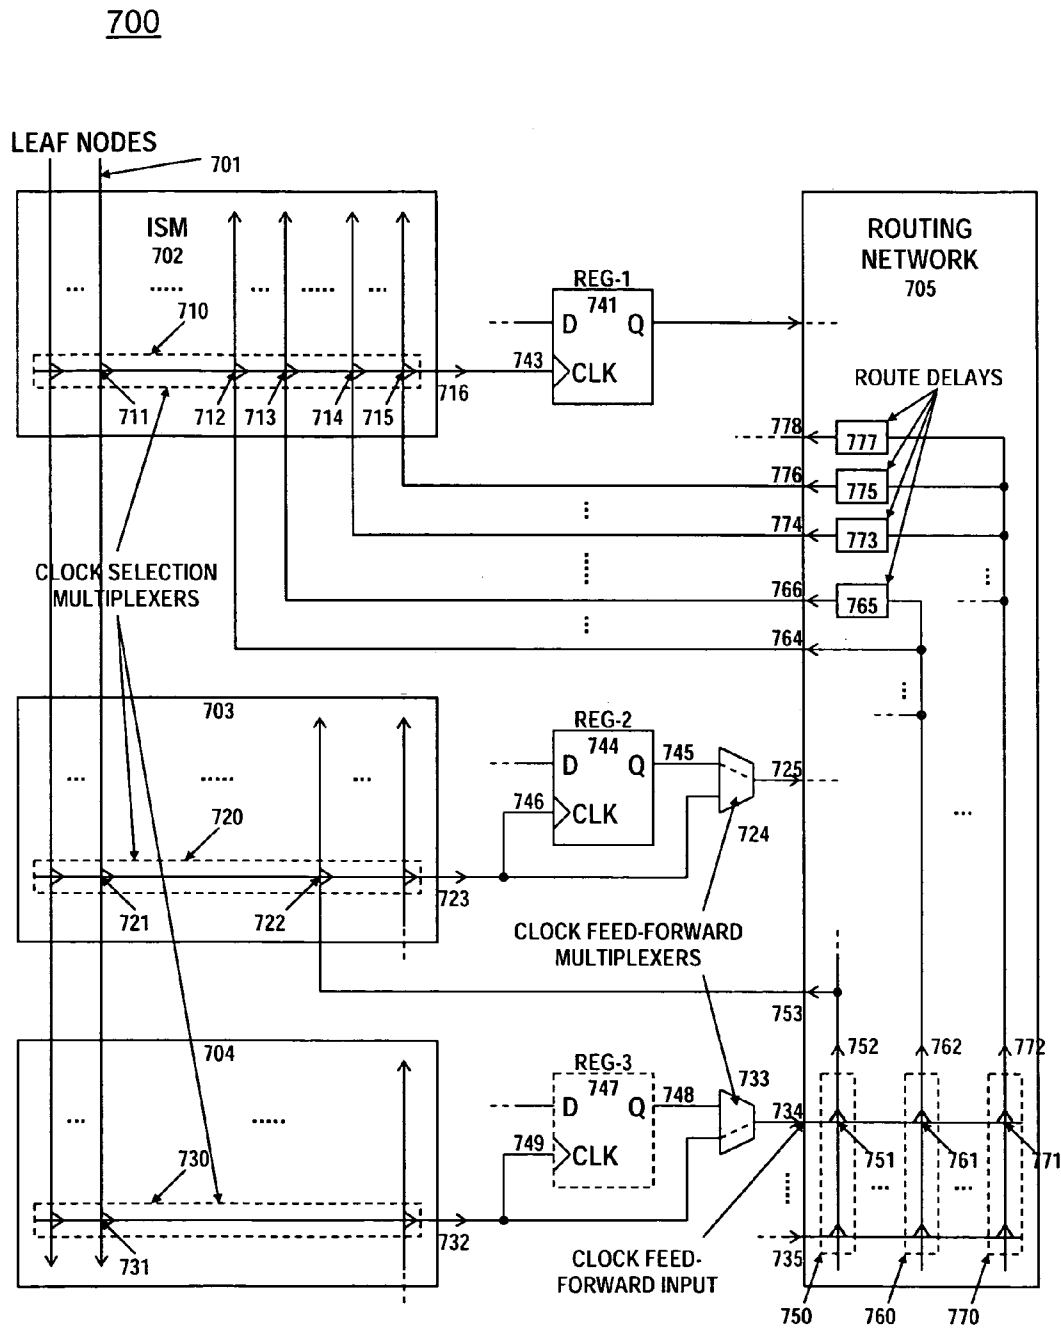 700
LEAF NODES
701
ISM
702
... ..... ... ..... ...
710
711
712
713
714
715
716
REG-1
741
D Q
743
CLK
ROUTING
NETWORK
705
ROUTE DELAYS
778
777
776
775
774
773
766
765
764
CLOCK SELECTION
MULTIPLEXERS
703
... ..... ...
720
721
722
723
REG-2
744
D Q
745
746
CLK
725
724
...
CLOCK FEED-FORWARD
MULTIPLEXERS
753
704
... .....
730
731
732
REG-3
747
D Q
748
749
CLK
733
734
752
762
772
751
761
771
... ...
735
CLOCK FEED-
FORWARD INPUT
750
760
770